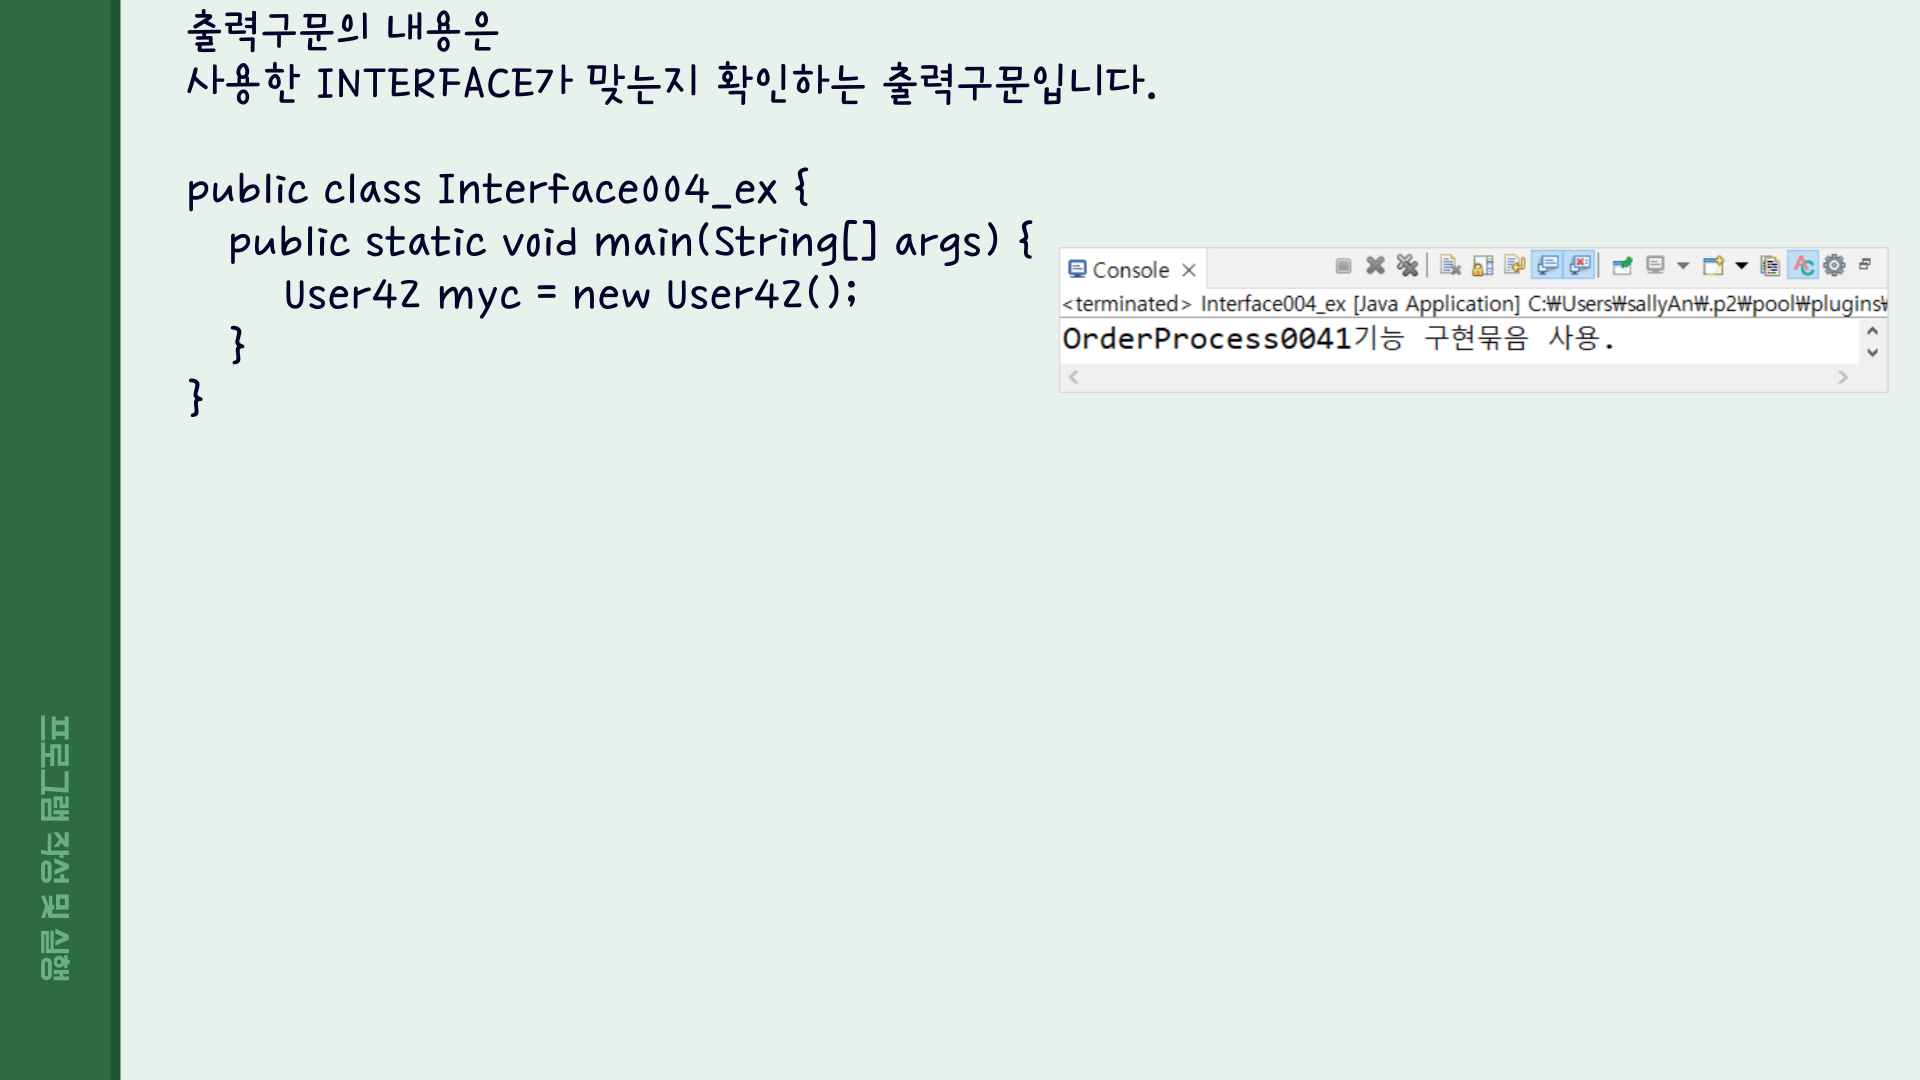 출력구문의 내용은
사용한 INTERFACE가 맞는지 확인하는 출력구문입니다.
public class Interface004_ex {
public static void main(String[] args) {
User42 myc = new User42();
}
}
Console
<terminated> Interface004_ex [Java Application] C:₩Users₩sallyAn₩.p2₩pool₩plugins₩
OrderProcess0041기능 구현묶음 사용.
프로그램 작성 및 실행